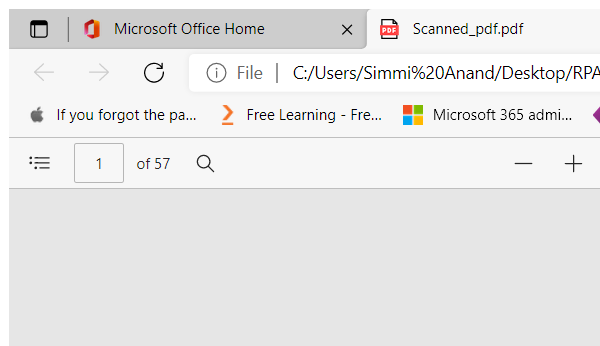 Microsoft Office Home
PDF Scanned_pdf.pdf
File C:/Users/Simmi%20Anand/Desktop/RPA
If you forgot the pa... Free Learning - Fre... Microsoft 365 admi...
1 of 57